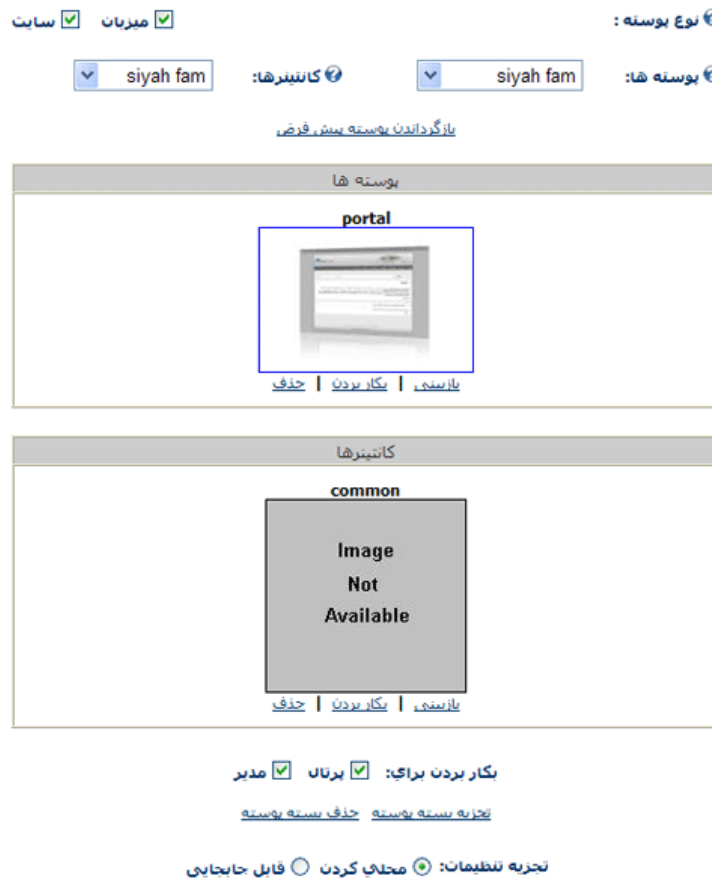 نوع پوسته : میزبان سایت
پوسته ها: siyah fam کانتینرها: siyah fam
بازگرداندن پوسته پیش فرض
پوسته ها
portal
بازبینی | بکار بردن | حذف
کانتینرها
common
Image
Not
Available
بازبینی | بکار بردن | حذف
بکار بردن براي: پرتال مدیر
تجزیه بسته پوسته حذف بسته پوسته
تجزیه تنظیمات: محلي کردن قابل جابجایی